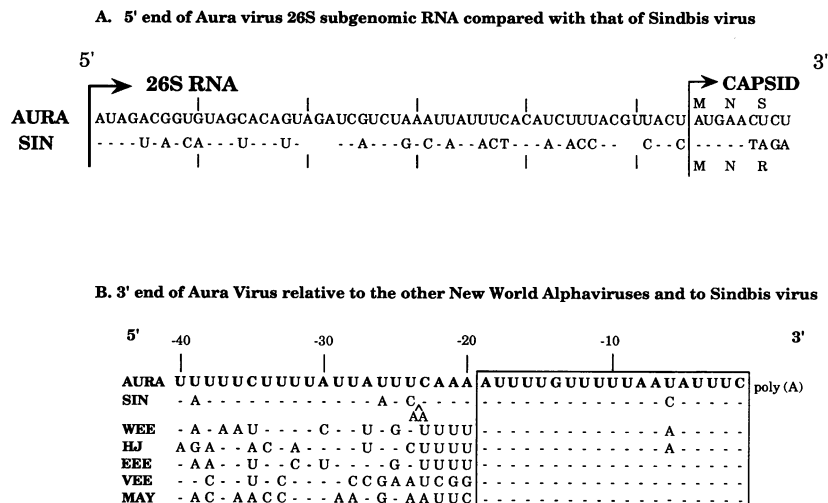 A. 5' end of Aura virus 26S subgenomic RNA compared with that of Sindbis virus
5' 3'
26S RNA CAPSID
M N S
AURA AUAGACGGUGUAGCACAGUAGAUCGUCUAAAUUAUUUCACAUCUUUACGUUACU AUGAACUCU
SIN - - - - U - A - CA - - - U - - - U - - - A - - - G - C - A - - ACT - - - A - ACC - - C - - C - - - - - TAGA
M N R
B. 3' end of Aura Virus relative to the other New World Alphaviruses and to Sindbis virus
5' -40 -30 -20 -10 3'
AURA UUUUUCUUUUAUUAUUUCAAA AUUUUGUUUUUAAUAUUUC poly (A)
SIN - A - - - - - - - - - - - - A - C - - - - - - - - - - - - - - - - - C - - - - -
AA
WEE - A - AAU - - - - C - - U - G - UUUU - - - - - - - - - - - - - A - - - - -
HJ AGA - - AC - A - - - - U - - CUUUU - - - - - - - - - - - - - A - - - - -
EEE - AA - - U - - C - U - - - - G - UUUU - - - - - - - - - - - - - - - - - - -
VEE - - C - - U - C - - - - CCGAAUCGG - - - - - - - - - - - - - - - - - - -
MAY - AC - AACC - - - AA - G - AAUUC - - - - - - - - - - - - - - - - - - -